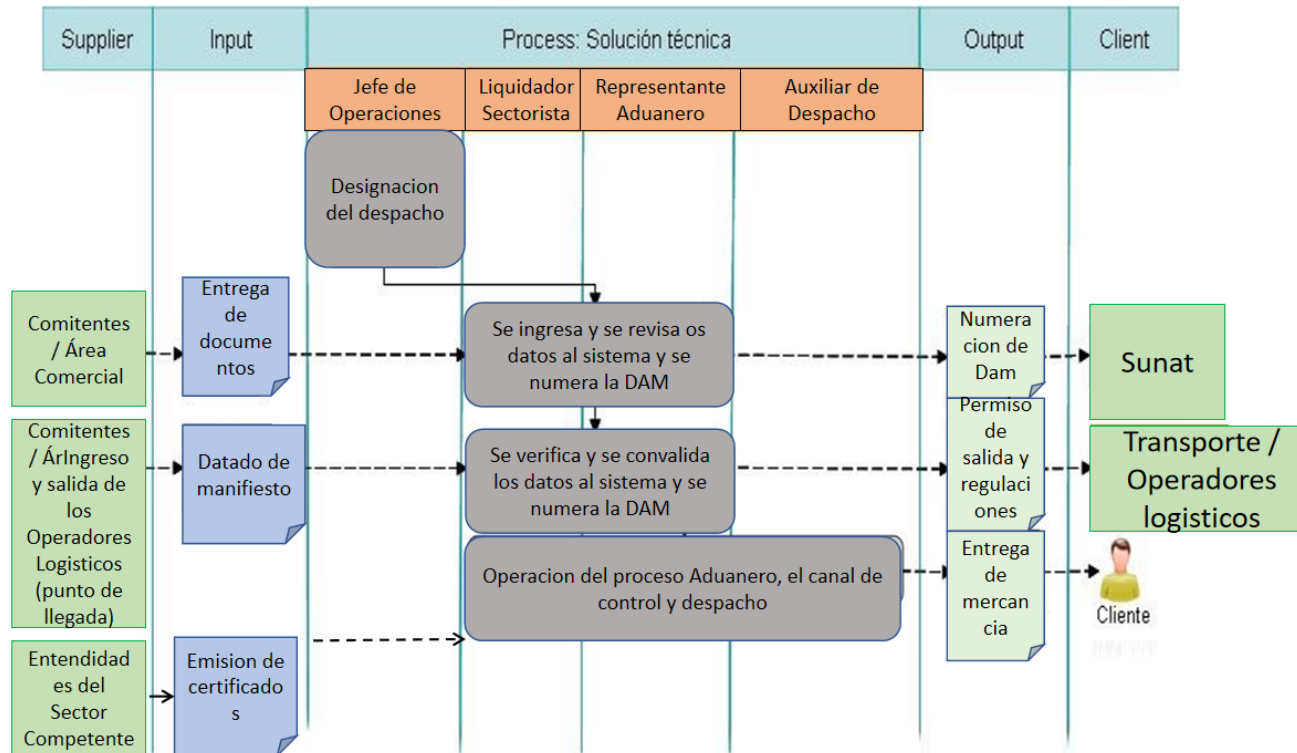 Supplier
Input
Process: Solución técnica
Output
Client
Jefe de
Operaciones
Liquidador
Sectorista
Representante
Aduanero
Auxiliar de
Despacho
Designacion
del despacho
Comitentes
/ Área
Comercial
Entrega
de
docume
ntos
Se ingresa y se revisa os
datos al sistema y se
numera la DAM
Numera
cion de
Dam
Sunat
Comitentes
/ ÁrIngreso
y salida de
los
Operadores
Logisticos
(punto de
llegada)
Datado de
manifiesto
Se verifica y se convalida
los datos al sistema y se
numera la DAM
Permiso
de
salida y
regulaci
ones
Transporte /
Operadores
logisticos
Operacion del proceso Aduanero, el canal de
control y despacho
Entrega
de
mercan
cia
Cliente
Entendidad
es del
Sector
Competente
Emision de
certificado
s